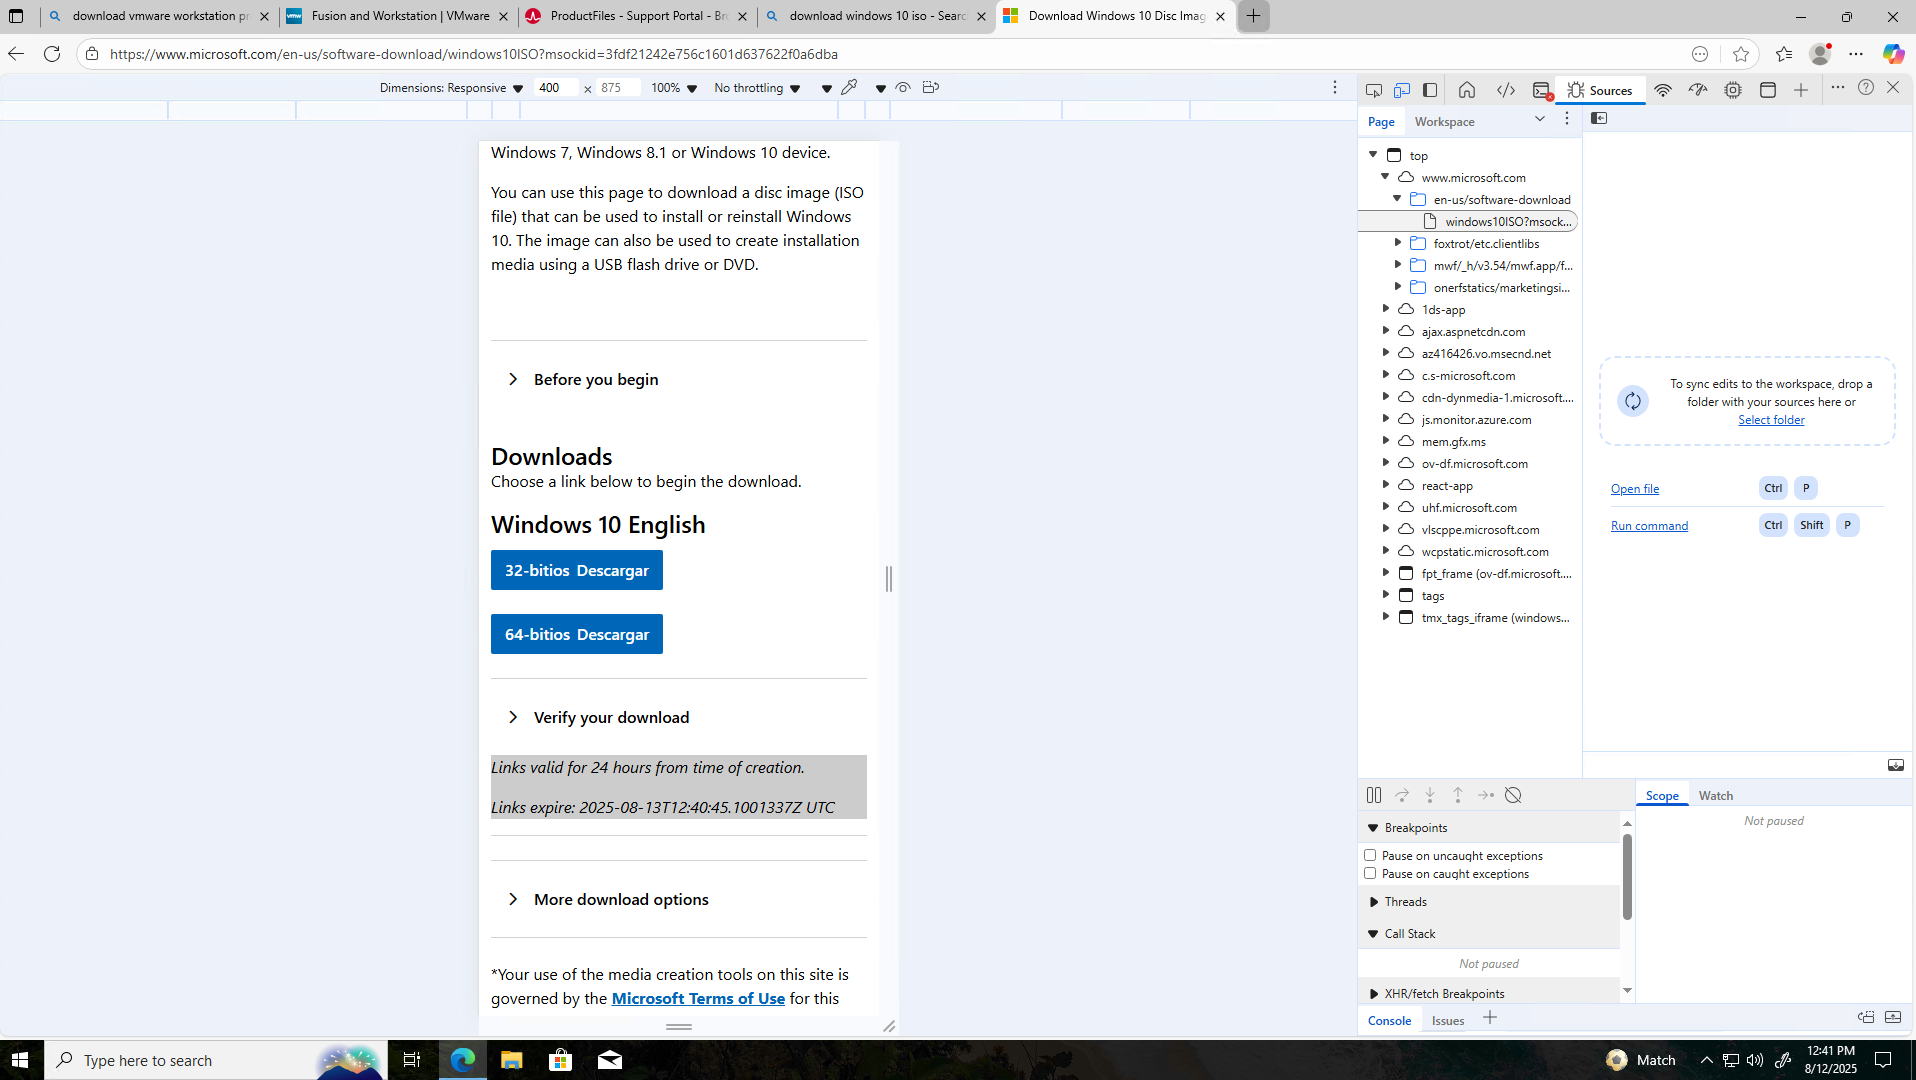 download vmware workstation pr
Fusion and Workstation | VMware
ProductFiles - Support Portal - Br
download windows 10 iso - Searc
Download Windows 10 Disc Imag
https://www.microsoft.com/en-us/software-download/windows10ISO?msockid=3fdf21242e756c1601d637622f0a6dba
Dimensions: Responsive 400 × 875 100% No throttling
Windows 7, Windows 8.1 or Windows 10 device.
You can use this page to download a disc image (ISO
file) that can be used to install or reinstall Windows
10. The image can also be used to create installation
media using a USB flash drive or DVD.
Before you begin
Downloads
Choose a link below to begin the download.
Windows 10 English
32-bitios Descargar
64-bitios Descargar
Verify your download
Links valid for 24 hours from time of creation.
Links expire: 2025-08-13T12:40:45.1001337Z UTC
More download options
*Your use of the media creation tools on this site is
governed by the Microsoft Terms of Use for this
Sources
Page Workspace
top
www.microsoft.com
en-us/software-download
windows10ISO?msock...
foxtrot/etc.clientlibs
mwf/_h/v3.54/mwf.app/f...
onerfstatics/marketingsi...
1ds-app
ajax.aspnetcdn.com
az416426.vo.msecnd.net
c.s-microsoft.com
cdn-dynmedia-1.microsoft....
js.monitor.azure.com
mem.gfx.ms
ov-df.microsoft.com
react-app
uhf.microsoft.com
vlscppe.microsoft.com
wcpstatic.microsoft.com
fpt_frame (ov-df.microsoft....
tags
tmx_tags_iframe (windows...
To sync edits to the workspace, drop a
folder with your sources here or
Select folder
Open file Ctrl P
Run command Ctrl Shift P
Scope Watch
Not paused
Breakpoints
Pause on uncaught exceptions
Pause on caught exceptions
Threads
Call Stack
Not paused
XHR/fetch Breakpoints
Console Issues
Type here to search
Match
12:41 PM
8/12/2025